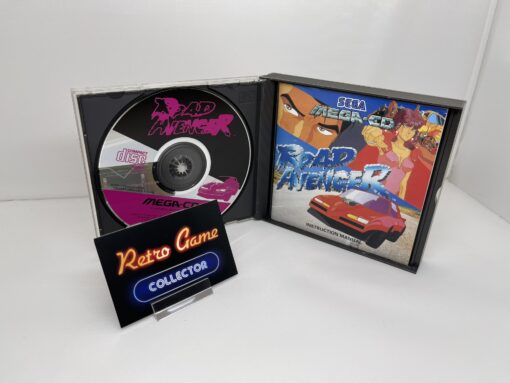 ROAD
AVENGER
COMPACT
disc
MEGA-CD
SEGA
MEGA-CD
ROAD
AVENGER
INSTRUCTION MANUAL
Retro Game
COLLECTOR